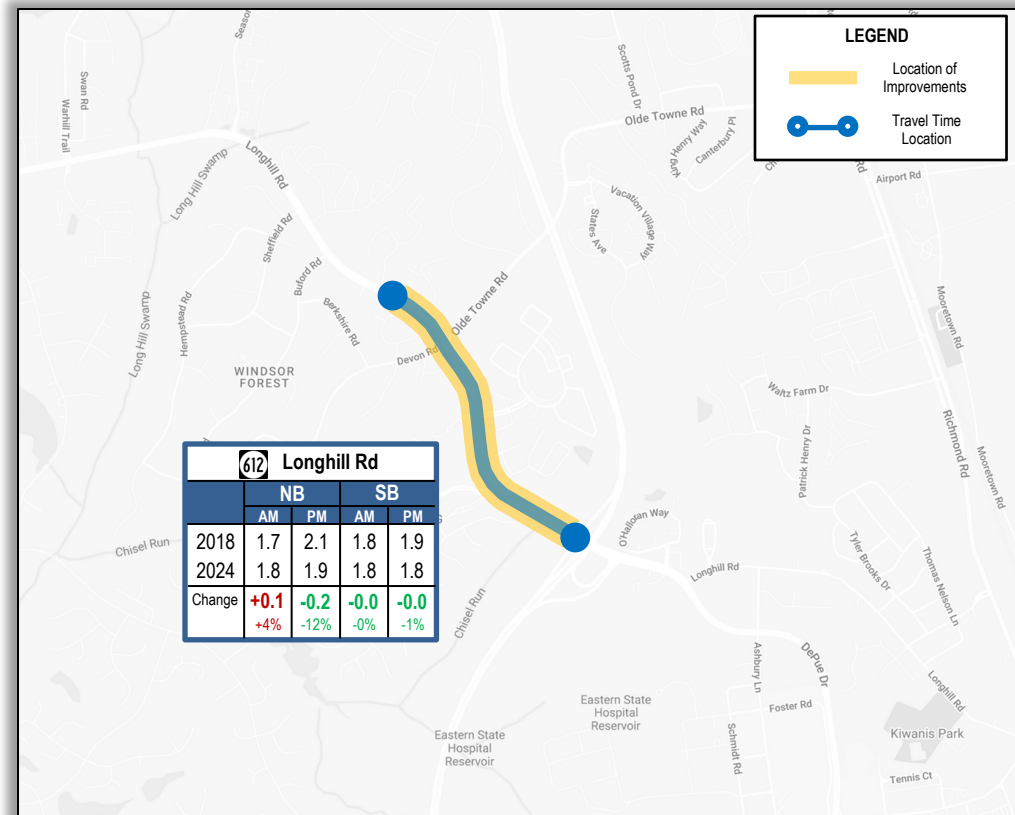 LEGEND
Location of
Improvements
Travel Time
Location
Season
Swan Rd
Warhill Trail
Scotts Pond Dr
Olde Towne Rd
King Henry Way
Canterbury Pl
Rd
Airport Rd
Longhill Rd
Long Hill Swamp
Vacation Village Way
States Ave
Sheffield Rd
Buford Rd
Berkshire Rd
Hempstead Rd
Long Hill Swamp
Olde Towne Rd
Devon Rd
Mooretown Rd
WINDSOR
FOREST
Waltz Farm Dr
Patrick Henry Dr
Richmond Rd
Mooretown Rd
612 Longhill Rd
NB SB
AM PM AM PM
2018 1.7 2.1 1.8 1.9
2024 1.8 1.9 1.8 1.8
Change +0.1 -0.2 -0.0 -0.0
+4% -12% -0% -1%
Chisel Run
O'Halloran Way
Longhill Rd
Tyler Brooks Dr
Thomas Nelson Ln
Chisel Run
Ashbury Ln
DePue Dr
Longhill Rd
Eastern State
Hospital
Reservoir
Foster Rd
Eastern State
Hospital
Reservoir
Schmidt Rd
Kiwanis Park
Tennis Ct